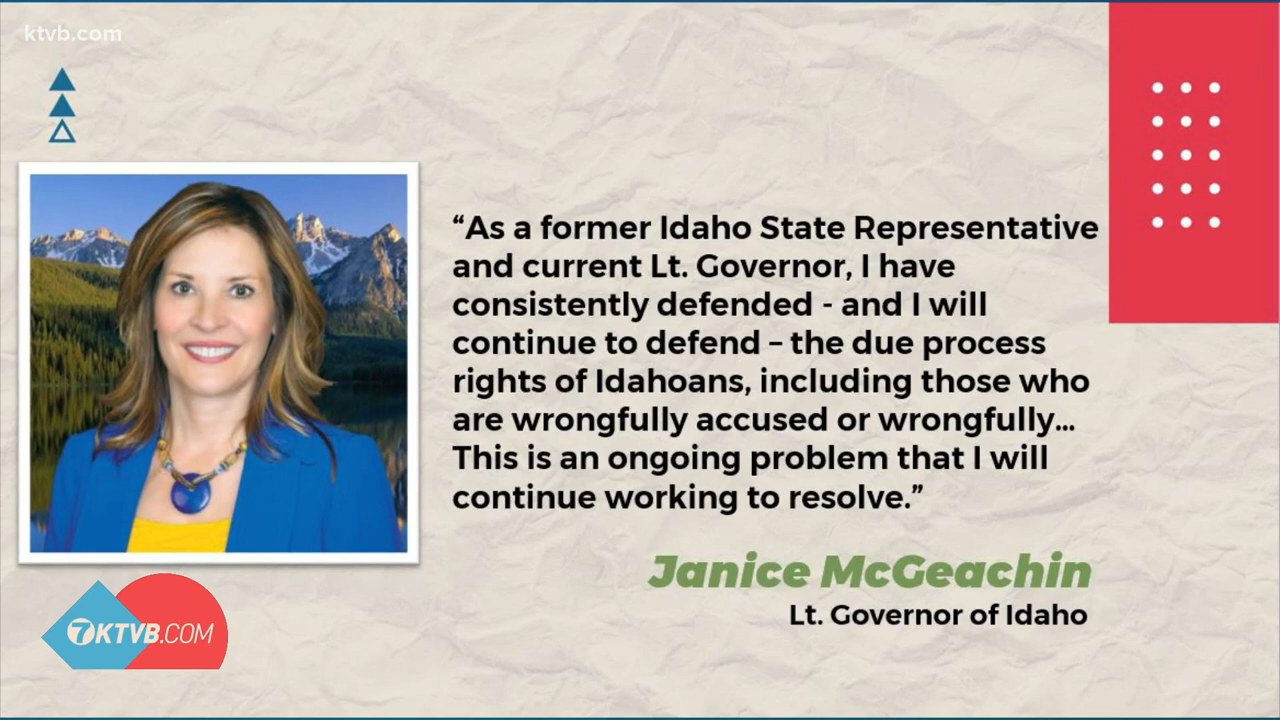 ktvb.com
“As a former Idaho State Representative
and current Lt. Governor, I have
consistently defended - and I will
continue to defend – the due process
rights of Idahoans, including those who
are wrongfully accused or wrongfully...
This is an ongoing problem that I will
continue working to resolve.”
Janice McGeachin
Lt. Governor of Idaho
7KTVB.COM